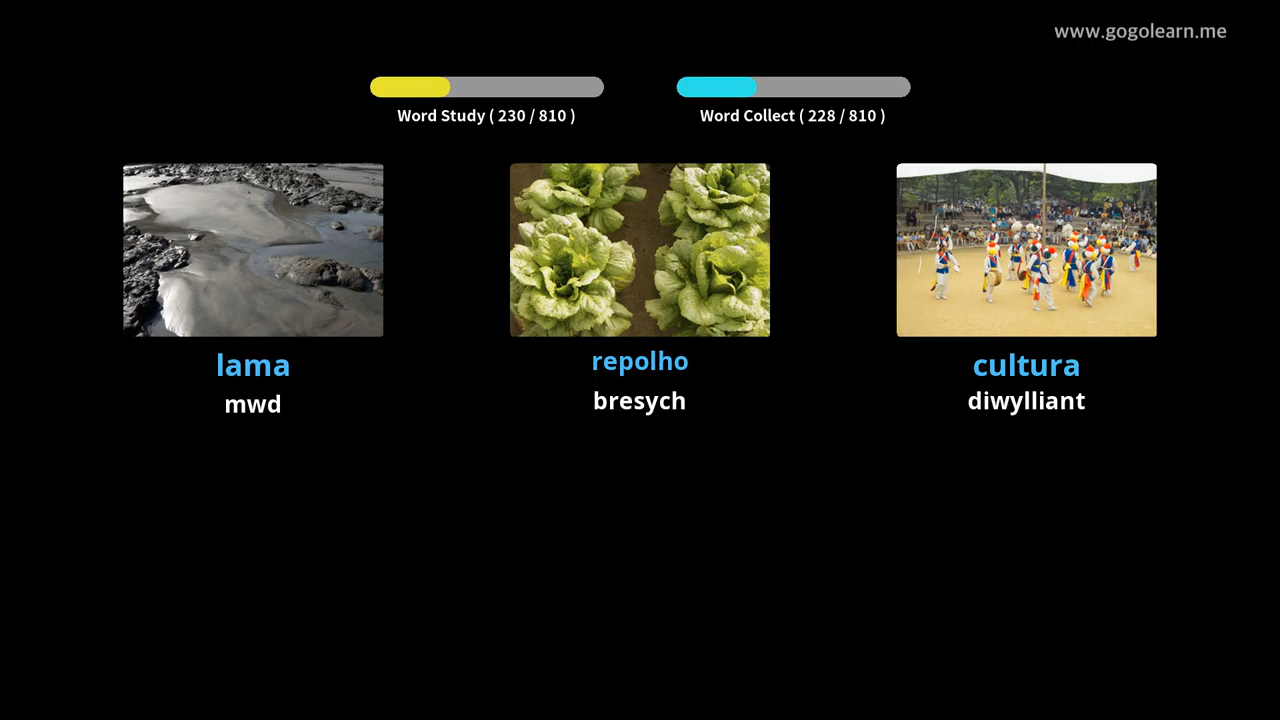 www.gogolearn.me
Word Study ( 230 / 810 )
Word Collect ( 228 / 810 )
lama
mwd
repolho
bresych
cultura
diwylliant